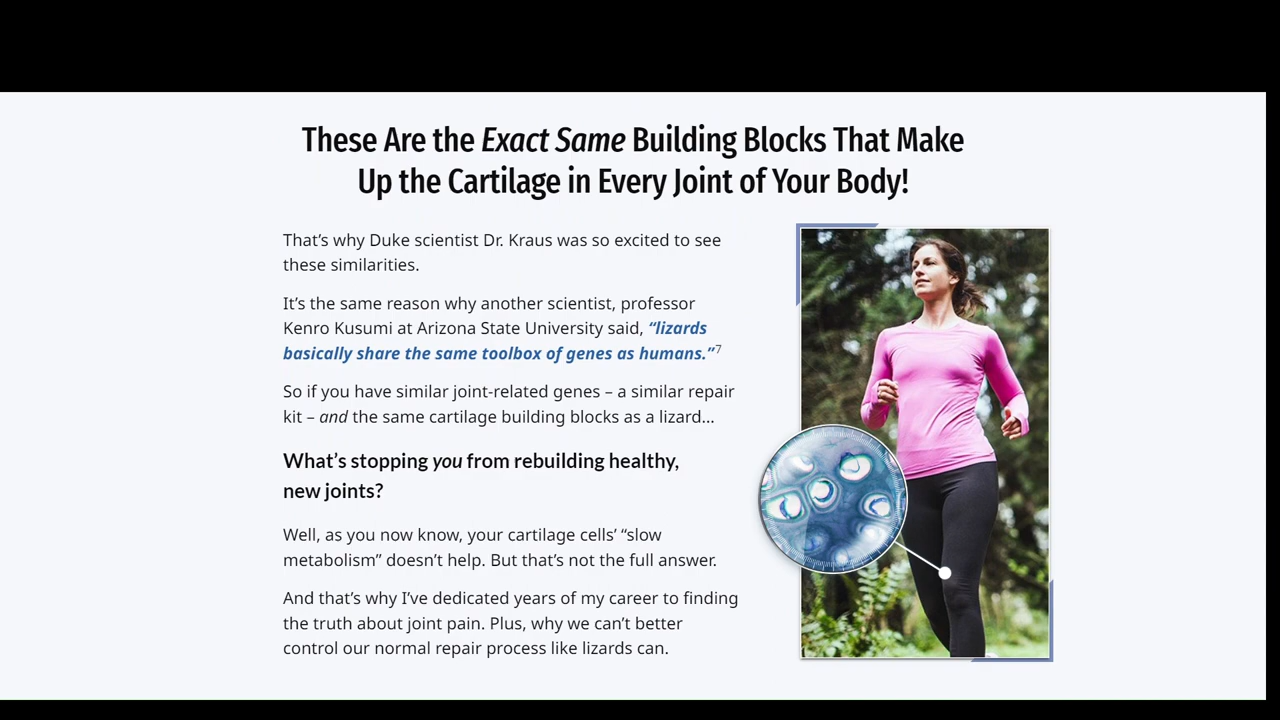 These Are the Exact Same Building Blocks That Make
Up the Cartilage in Every Joint of Your Body!
That’s why Duke scientist Dr. Kraus was so excited to see
these similarities.
It’s the same reason why another scientist, professor
Kenro Kusumi at Arizona State University said, “lizards
basically share the same toolbox of genes as humans.”7
So if you have similar joint-related genes – a similar repair
kit – and the same cartilage building blocks as a lizard...
What’s stopping you from rebuilding healthy,
new joints?
Well, as you now know, your cartilage cells’ “slow
metabolism” doesn’t help. But that’s not the full answer.
And that’s why I’ve dedicated years of my career to finding
the truth about joint pain. Plus, why we can’t better
control our normal repair process like lizards can.